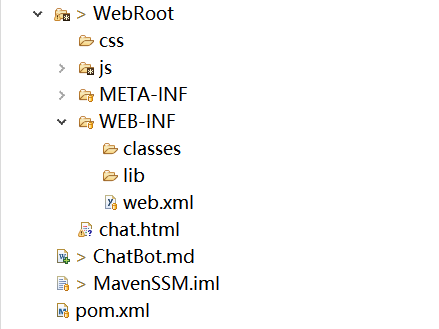 > WebRoot
css
> js
> META-INF
WEB-INF
classes
lib
web.xml
chat.html
> ChatBot.md
> MavenSSM.iml
pom.xml